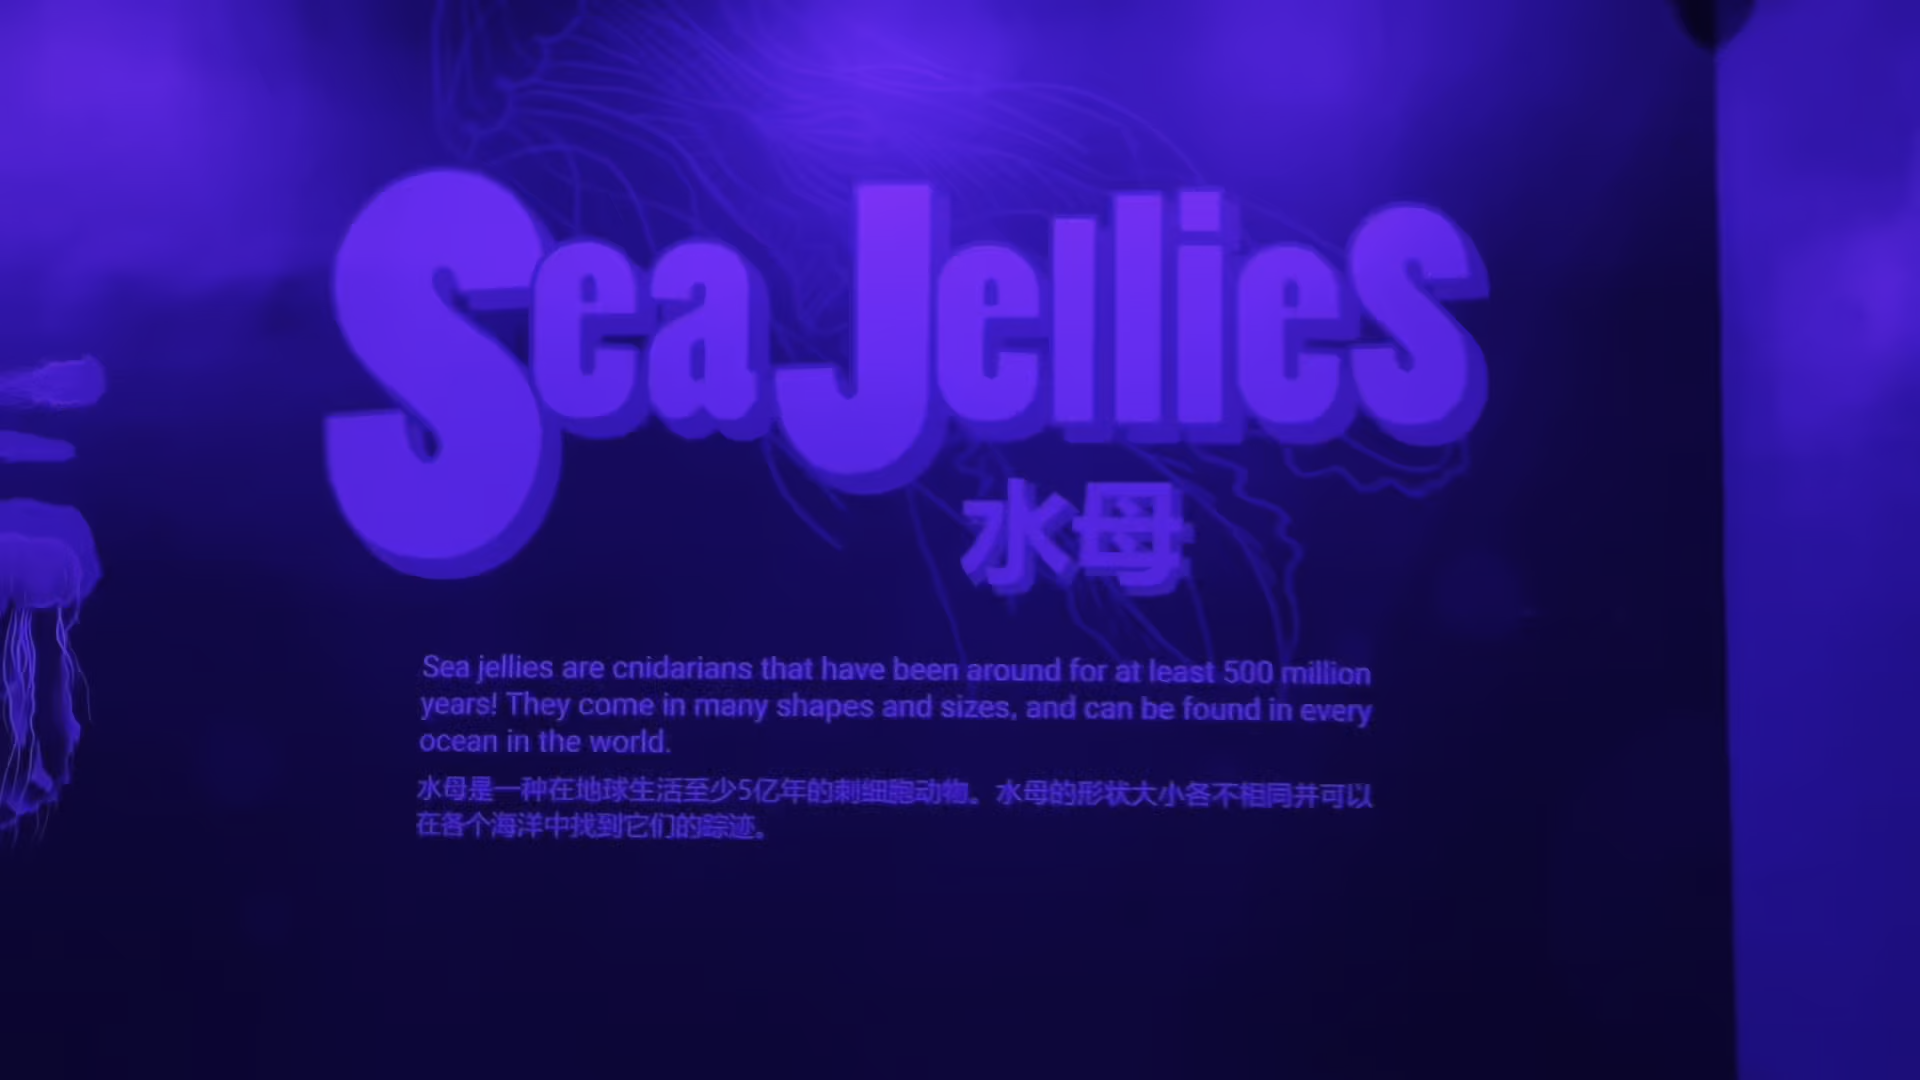 Sea Jellies
水母
Sea jellies are cnidarians that have been around for at least 500 million
years! They come in many shapes and sizes, and can be found in every
ocean in the world.
水母是一种在地球生活至少5亿年的刺细胞动物。水母的形状大小各不相同并可以
在各个海洋中找到它们的踪迹。